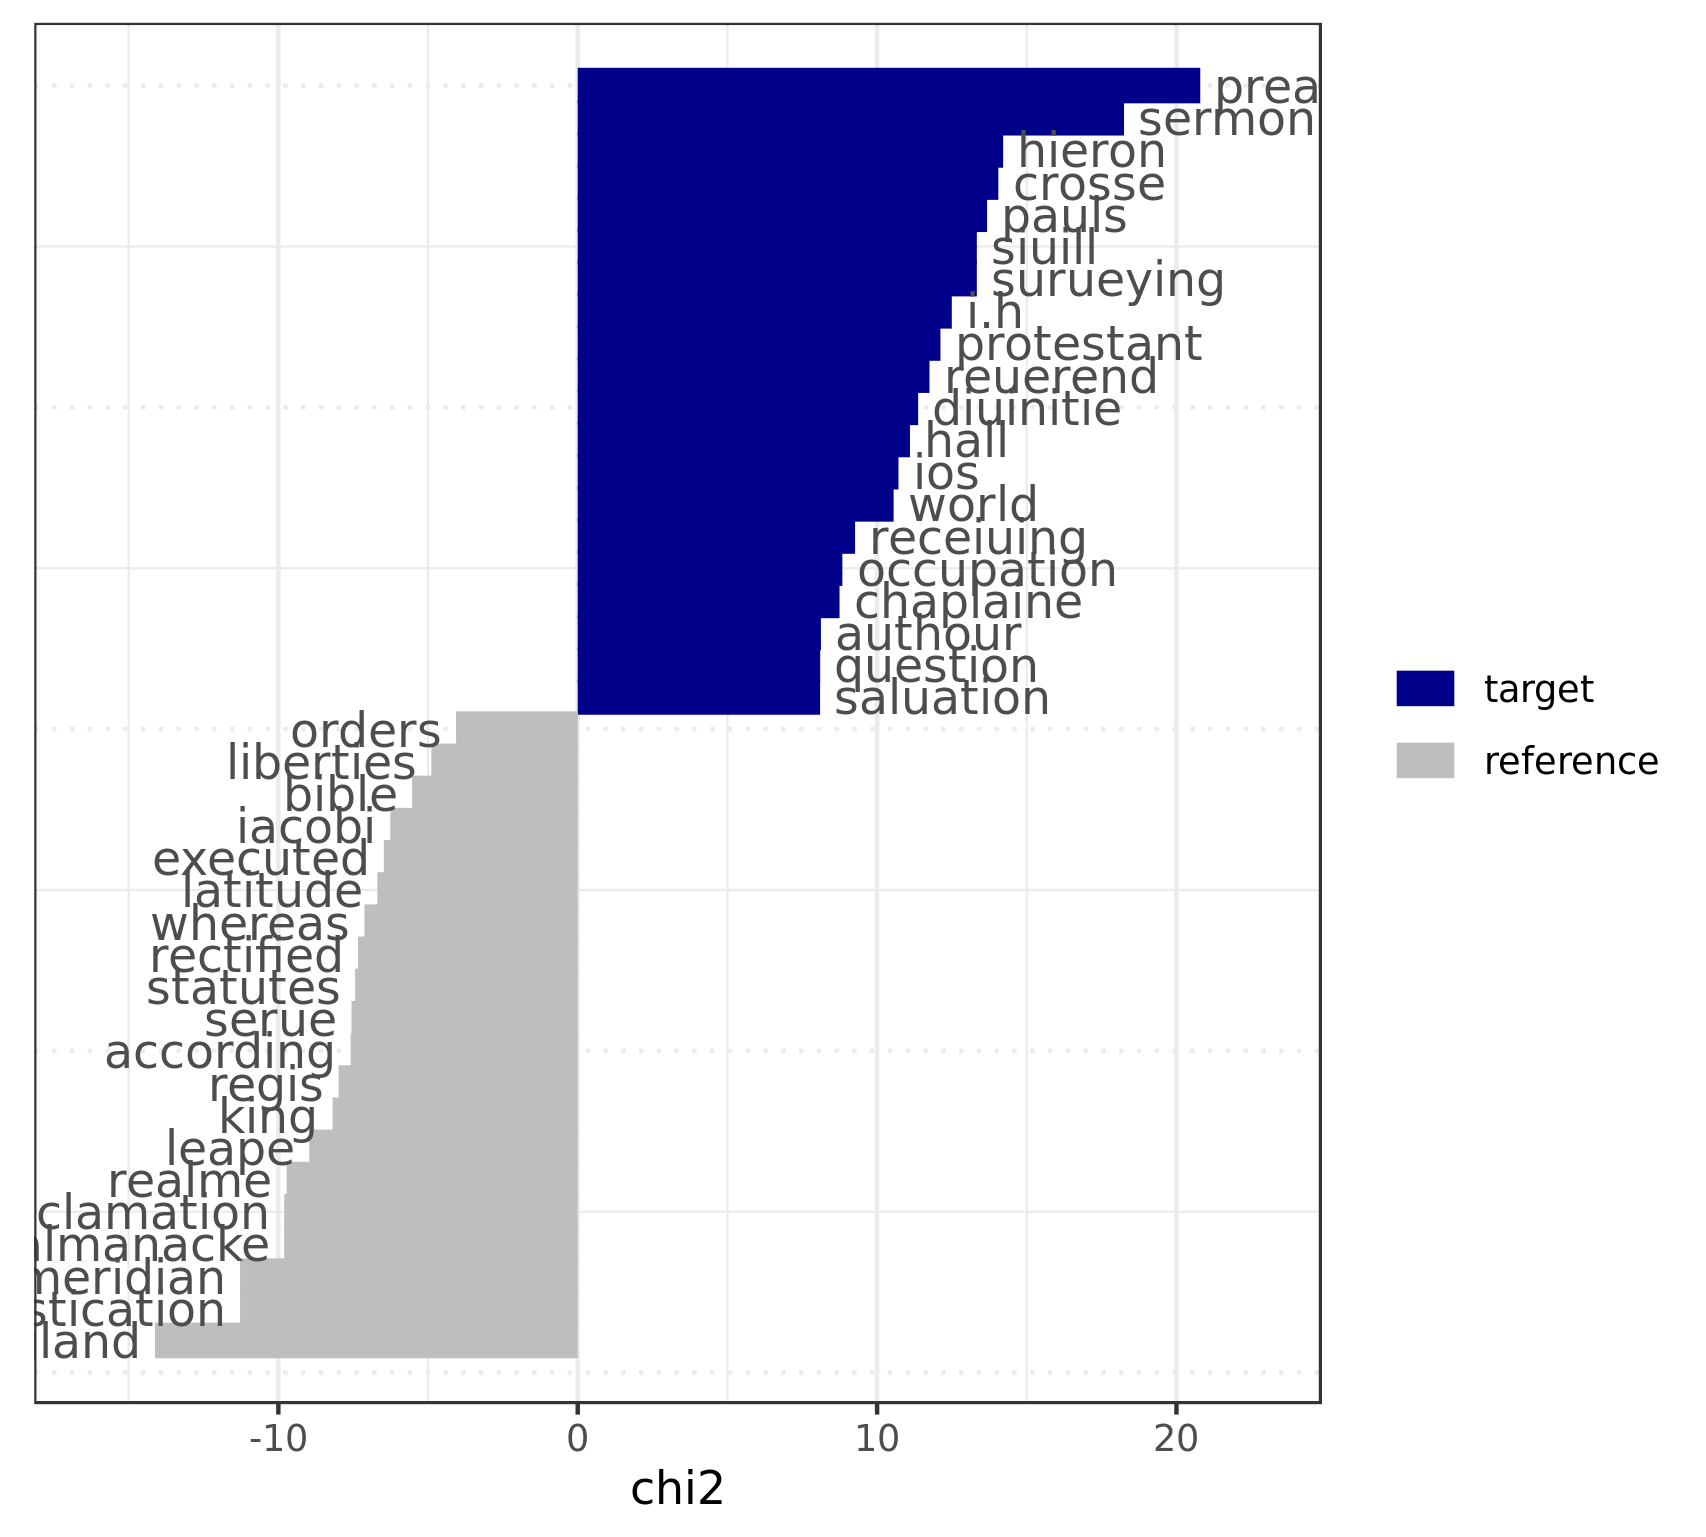 prea
sermon
hieron
crosse
pauls
siuill
surueying
i.h
protestant
reuerend
diuinitie
hall
ios
world
receiuing
occupation
chaplaine
authour
question
saluation
orders
liberties
bible
iacobi
executed
latitude
whereas
rectified
statutes
serue
according
regis
king
leape
realme
clamation
almanacke
meridian
stication
land
target
reference
-10 0 10 20
chi2